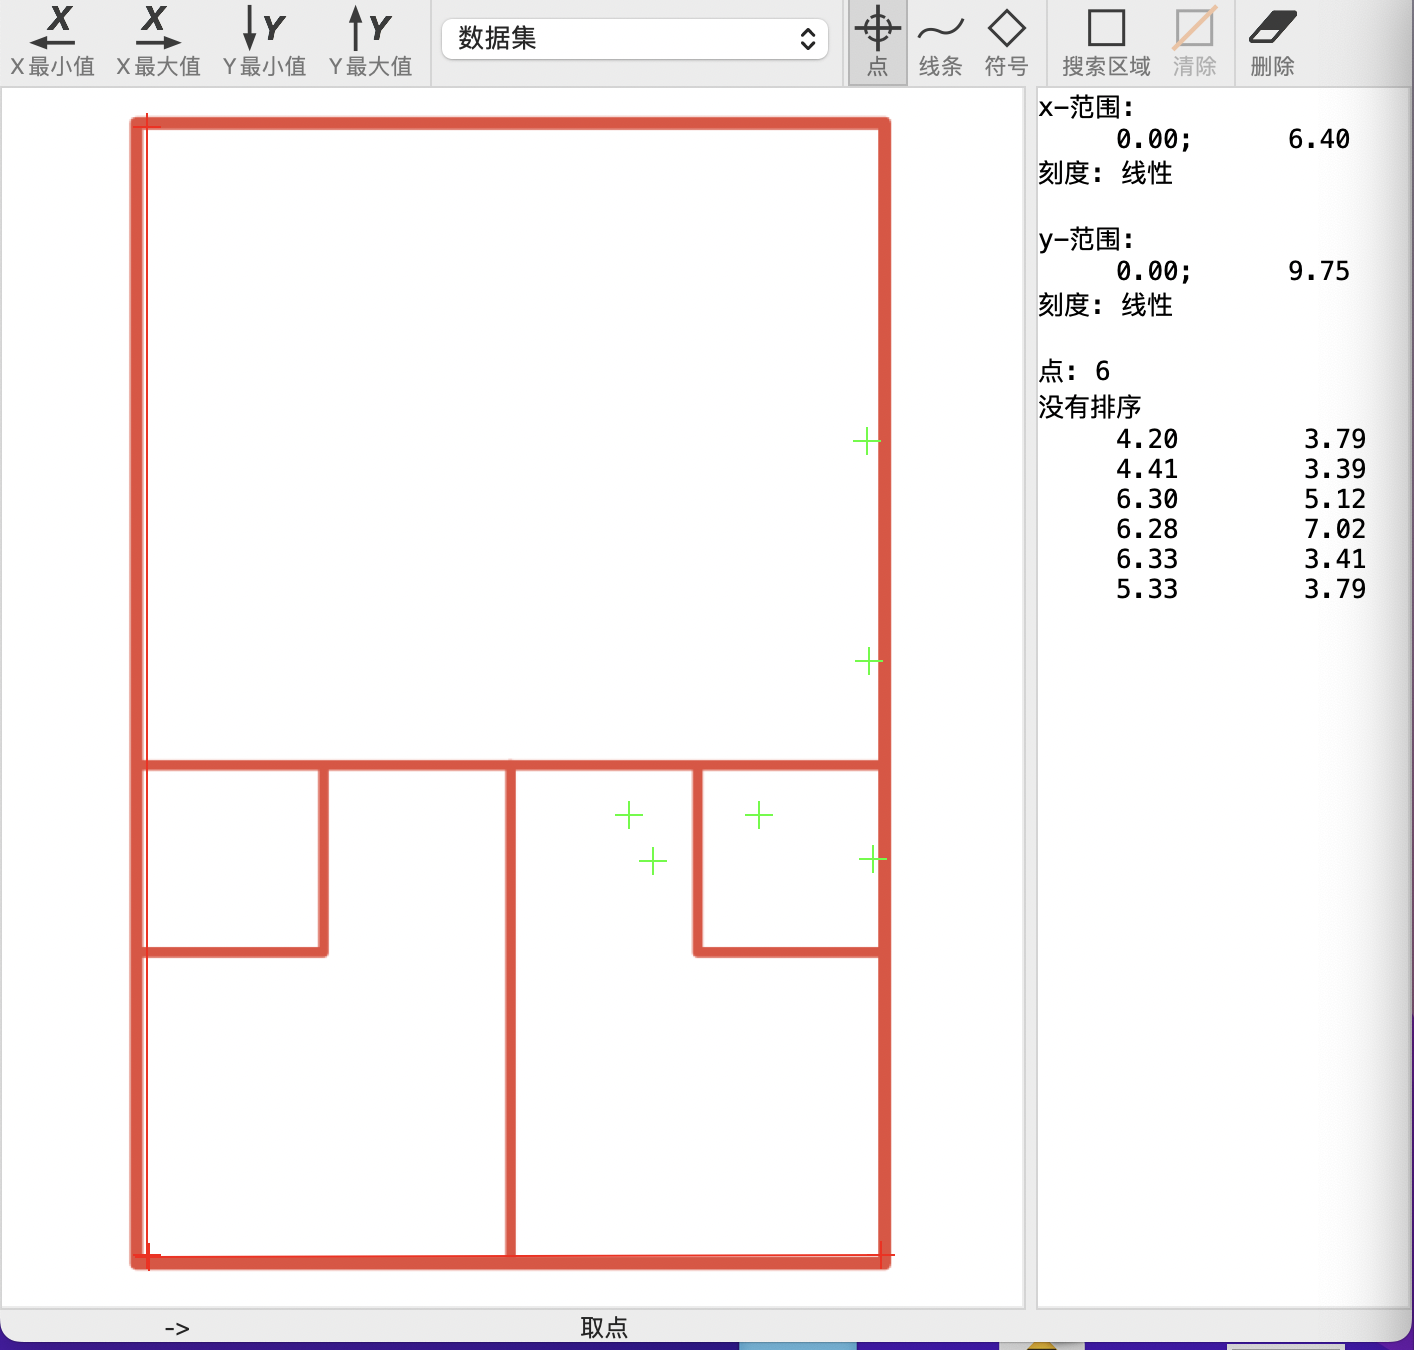 X Y Y
X最小值 X最大值 Y最小值 Y最大值
数据集
点 线条 符号 搜索区域 清除 删除
x-范围:
0.00; 6.40
刻度: 线性
y-范围:
0.00; 9.75
刻度: 线性
点: 6
没有排序
4.20 3.79
4.41 3.39
6.30 5.12
6.28 7.02
6.33 3.41
5.33 3.79
-> 取点